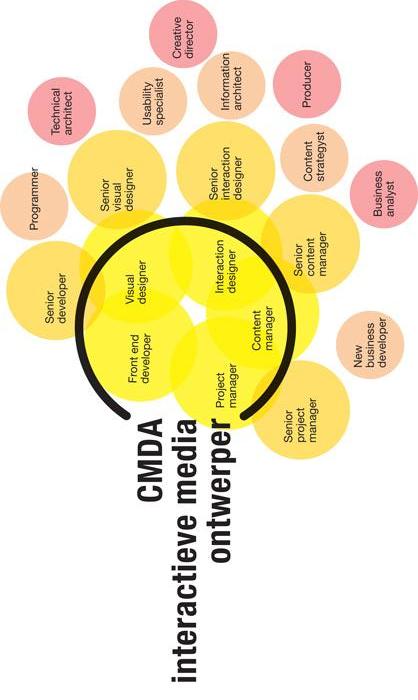 CMDA
interactieve media
ontwerper
Front end
developer
Visual
designer
Interaction
designer
Content
manager
Project
manager
Senior
developer
Senior
visual
designer
Senior
interaction
designer
Senior
content
manager
Senior
project
manager
Programmer
Technical
architect
Usability
specialist
Creative
director
Information
architect
Producer
Content
strategyst
Business
analyst
New
business
developer